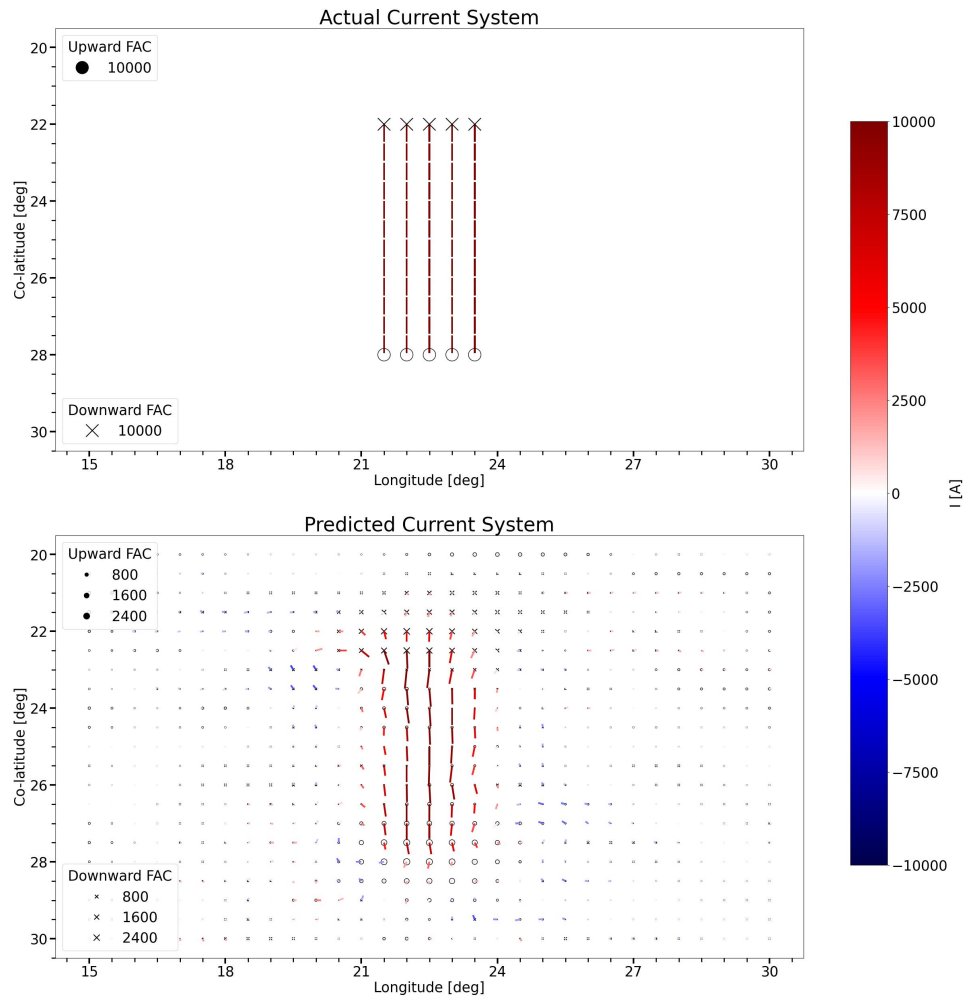 Actual Current System
Upward FAC
10000
Downward FAC
10000
20
22
24
26
28
30
Co-latitude [deg]
15 18 21 24 27 30
Longitude [deg]
Predicted Current System
Upward FAC
800
1600
2400
Downward FAC
800
1600
2400
20
22
24
26
28
30
Co-latitude [deg]
15 18 21 24 27 30
Longitude [deg]
10000
7500
5000
2500
0
−2500
−5000
−7500
−10000
I [A]